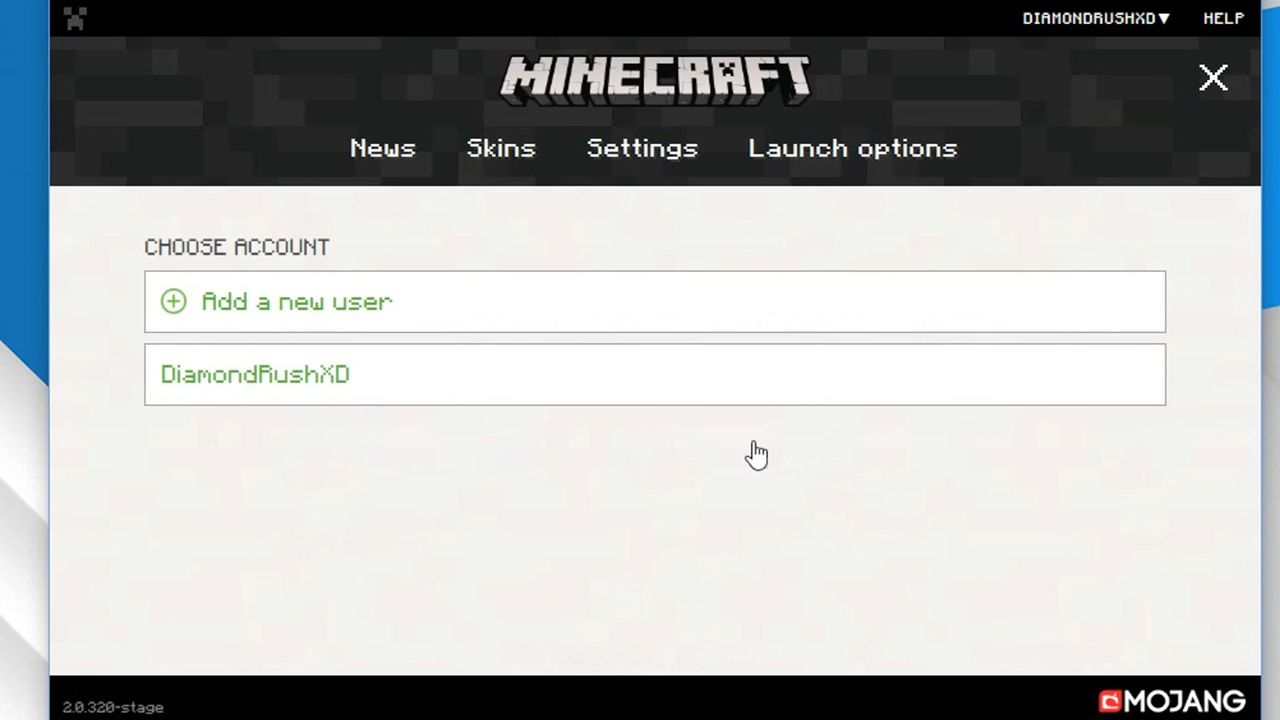 DIAMONDRUSHXD▼ HELP
MINECRAFT
News Skins Settings Launch options
CHOOSE ACCOUNT
Add a new user
DiamondRushXD
2.0.320-stage
MOJANG